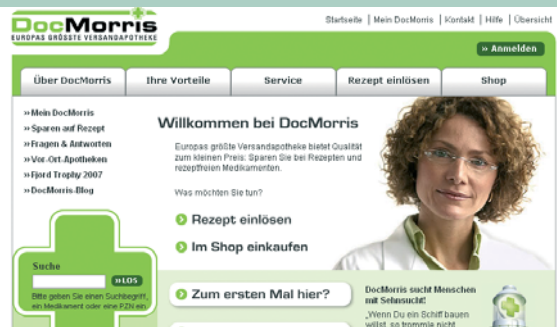 DocMorris
EUROPAS GRÖSSTE VERSANDAPOTHEKE
Startseite | Mein DocMorris | Kontakt | Hilfe | Übersicht
» Anmelden
Über DocMorris
Ihre Vorteile
Service
Rezept einlösen
Shop
» Mein DocMorris
» Sparen auf Rezept
» Fragen & Antworten
» Vor-Ort-Apotheken
» Fjord Trophy 2007
» DocMorris-Blog
Willkommen bei DocMorris
Europas größte Versandapotheke bietet Qualität
zum kleinen Preis: Sparen Sie bei Rezepten und
rezeptfreien Medikamenten.
Was möchten Sie tun?
Rezept einlösen
Im Shop einkaufen
Suche
» LOS
Bitte geben Sie einen Suchbegriff,
ein Medikament oder eine PZN ein.
Zum ersten Mal hier?
DocMorris sucht Menschen
mit Sehnsucht!
„Wenn Du ein Schiff bauen
willst, so trommle nicht